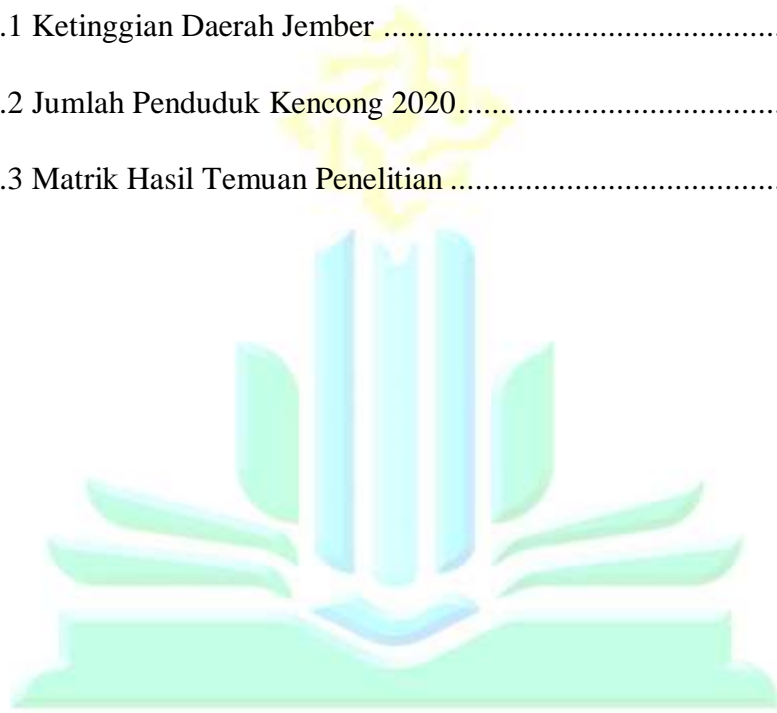 .1 Ketinggian Daerah Jember ................................................
.2 Jumlah Penduduk Kencong 2020.......................................
.3 Matrik Hasil Temuan Penelitian ........................................